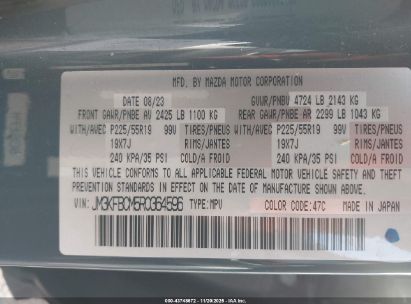 MFD. BY MAZDA MOTOR CORPORATION
DATE 08/23 GVWR/PNBV 4724 LB 2143 KG
FRONT GAWR/PNBE AV 2425 LB 1100 KG REAR GAWR/PNBE AR 2299 LB 1043 KG
WITH/AVEC P225/55R19 99V TIRES/PNEUS WITH/AVEC P225/55R19 99V TIRES/PNEUS
19X7J RIMS/JANTES 19X7J RIMS/JANTES
240 KPA/35 PSI COLD/A FROID 240 KPA/35 PSI COLD/A FROID
THIS VEHICLE CONFORMS TO ALL APPLICABLE FEDERAL MOTOR VEHICLE SAFETY AND
THEFT PREVENTION STANDARDS IN EFFECT ON THE
DATE OF MANUFACTURE SHOWN ABOVE.
VIN: JM3KFBCM5R0364596 TYPE: MPV
COLOR CODE:47C MADE IN JAPAN